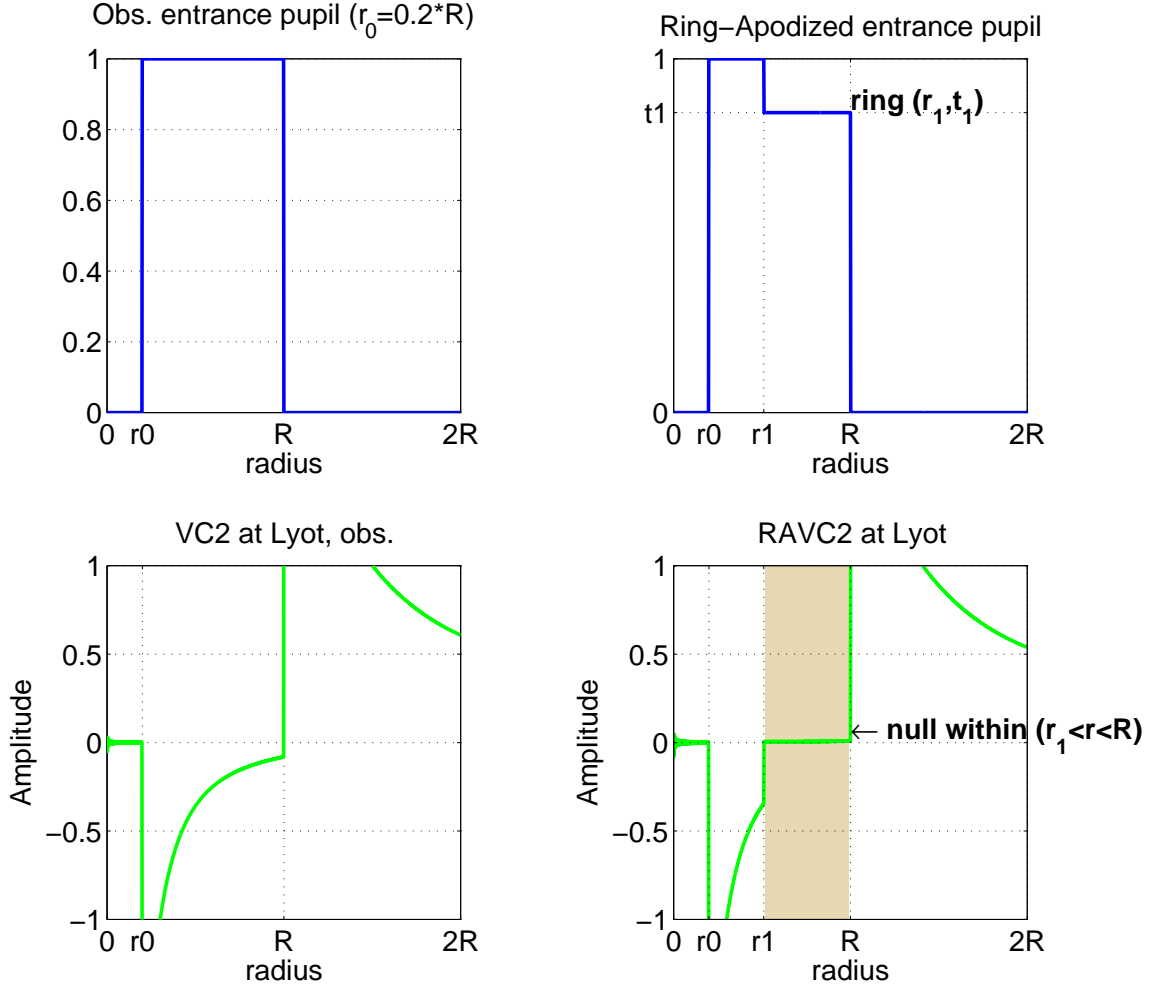 Obs. entrance pupil (r0=0.2*R)
1
0.8
0.6
0.4
0.2
0
0 r0 R 2R
radius
Ring−Apodized entrance pupil
1
t1
0
ring (r1,t1)
0 r0 r1 R 2R
radius
VC2 at Lyot, obs.
Amplitude
1
0.5
0
−0.5
−1
0 r0 R 2R
radius
RAVC2 at Lyot
Amplitude
1
0.5
0
−0.5
−1
← null within (r1<r<R)
0 r0 r1 R 2R
radius